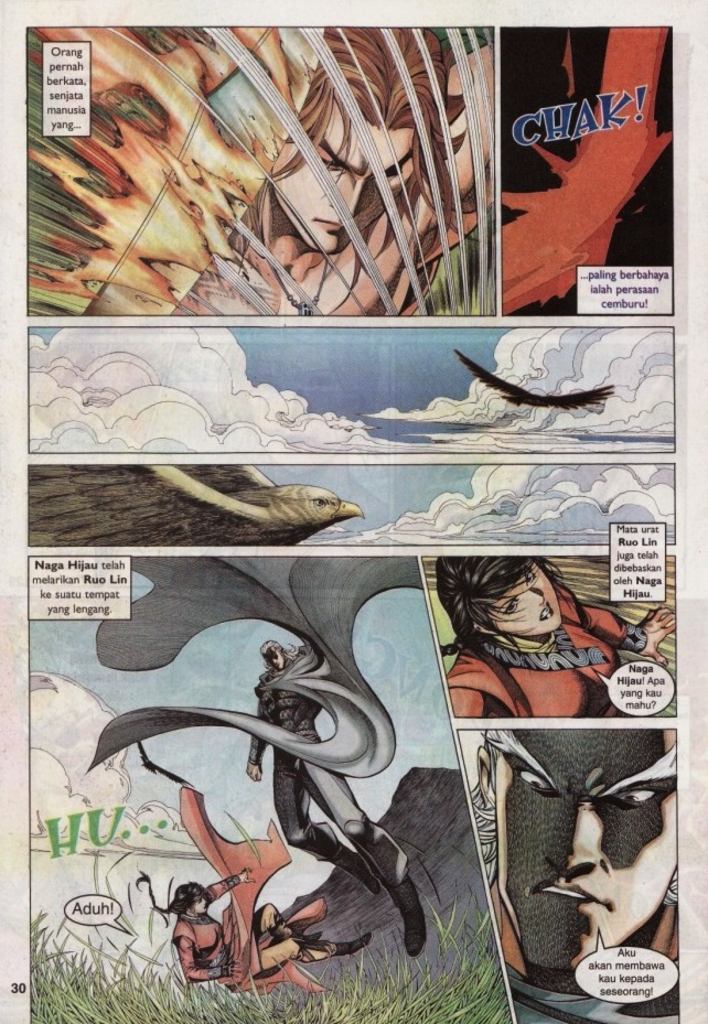 Orang
pernah
berkata,
senjata
manusia
yang...
CHAK!
...paling berbahaya
ialah perasaan
cemburu!
Naga Hijau telah
melarikan Ruo Lin
ke suatu tempat
yang lengang.
Mata urat
Ruo Lin
juga telah
dibebaskan
oleh Naga
Hijau.
Naga
Hijau! Apa
yang kau
mahu?
HU...
Aduh!
Aku
akan membawa
kau kepada
seseorang!
30